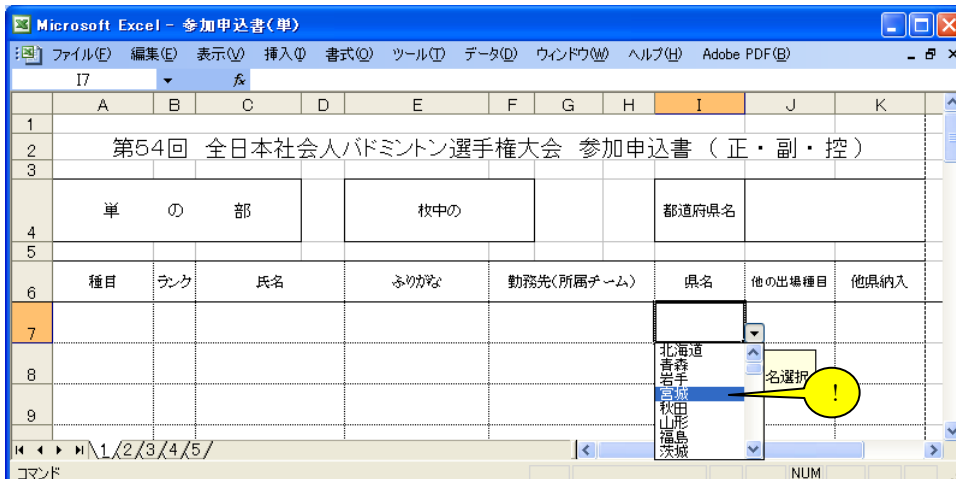 Microsoft Excel - 参加申込書(単)
ファイル(F) 編集(E) 表示(V) 挿入(I) 書式(O) ツール(T) データ(D) ウィンドウ(W) ヘルプ(H) Adobe PDF(B)
I7 fx
A B C D E F G H I J K
1
2 第54回 全日本社会人バドミントン選手権大会 参加申込書 (正・副・控)
3
4 単 の 部 枚中の 都道府県名
5
6 種目 ランク 氏名 ふりがな 勤務先(所属チーム) 県名 他の出場種目 他県納入
7
北海道
青森
8 岩手 名選択
宮城 !
秋田
9 山形
福島
茨城
1 / 2 / 3 / 4 / 5 /
コマンド NUM